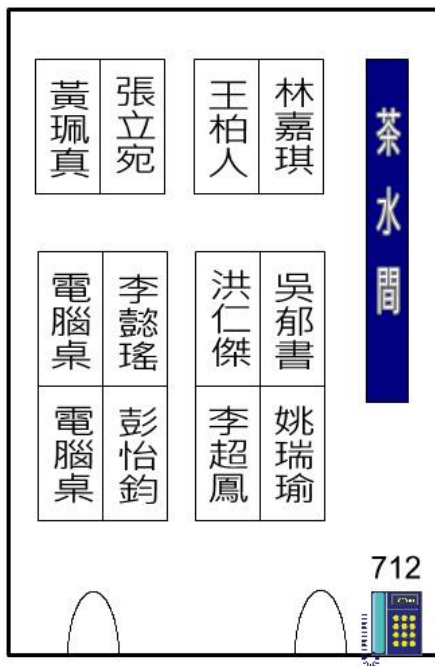 黃珮真
張立宛
王柏人
林嘉琪
茶水間
電腦桌
李懿瑤
洪仁傑
吳郁書
電腦桌
彭怡鈞
李超鳳
姚瑞瑜
712